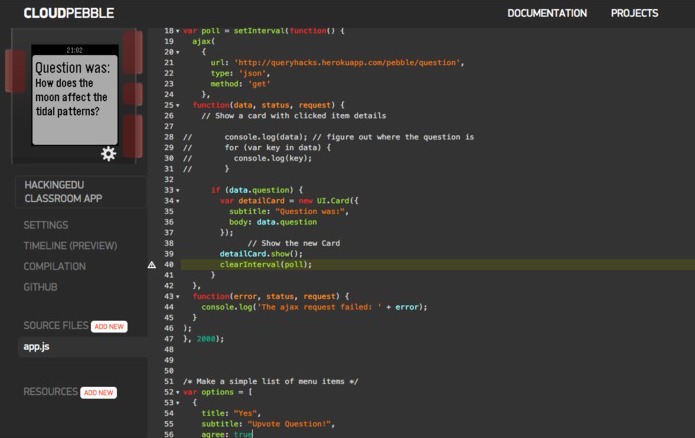 CLOUDPEBBLE
DOCUMENTATION PROJECTS
21:02
Question was:
How does the
moon affect the
tidal patterns?
HACKINGEDU
CLASSROOM APP
SETTINGS
TIMELINE (PREVIEW)
COMPILATION
GITHUB
SOURCE FILES ADD NEW
app.js
RESOURCES ADD NEW
18 var poll = setInterval(function() {
19 ajax(
20 {
21 url: 'http://queryhacks.herokuapp.com/pebble/question',
22 type: 'json',
23 method: 'get'
24 },
25 function(data, status, request) {
26 // Show a card with clicked item details
27
28 // console.log(data); // figure out where the question is
29 // for (var key in data) {
30 // console.log(key);
31 // }
32
33 if (data.question) {
34 var detailCard = new UI.Card({
35 subtitle: "Question was:",
36 body: data.question
37 });
38 // Show the new Card
39 detailCard.show();
40 clearInterval(poll);
41 }
42 },
43 function(error, status, request) {
44 console.log('The ajax request failed: ' + error);
45 }
46 );
47 }, 2000);
48
49
50
51 /* Make a simple list of menu items */
52 var options = [
53 {
54 title: "Yes",
55 subtitle: "Upvote Question!",
56 agree: true